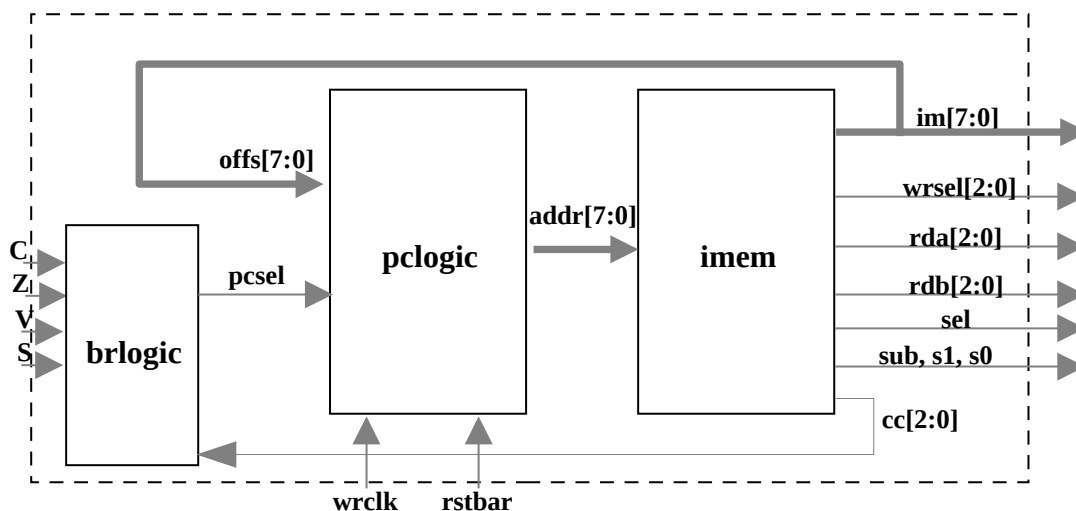 im[7:0]
offs[7:0]
wrsel[2:0]
addr[7:0]
rda[2:0]
C
pclogic
imem
Z
pcsel
rdb[2:0]
V
sel
S
brlogic
sub, s1, s0
cc[2:0]
wrclk
rstbar